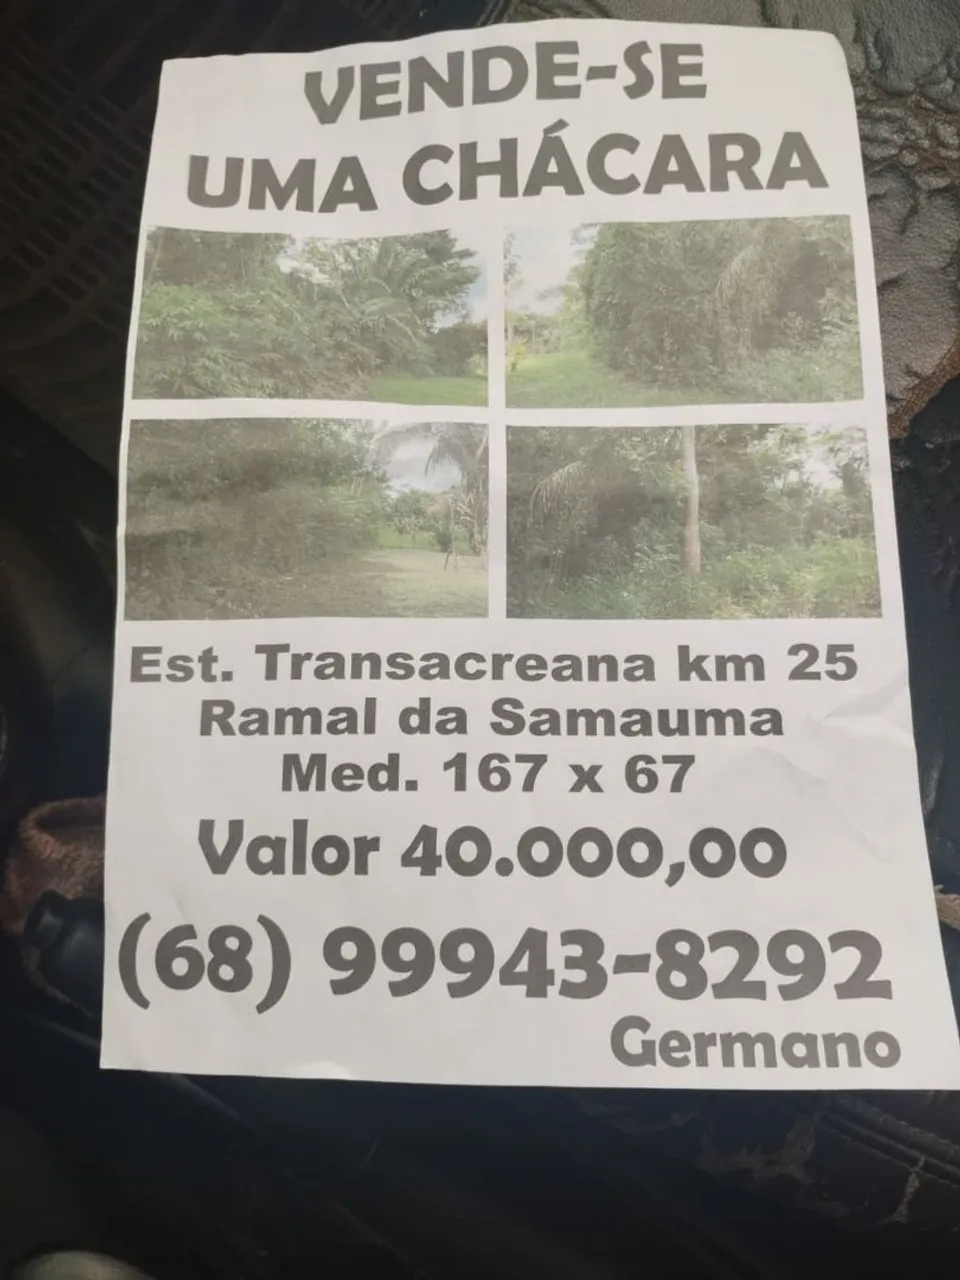 VENDE-SE
UMA CHÁCARA
Est. Transacreana km 25
Ramal da Samauma
Med. 167 x 67
Valor 40.000,00
(68) 99943-8292
Germano